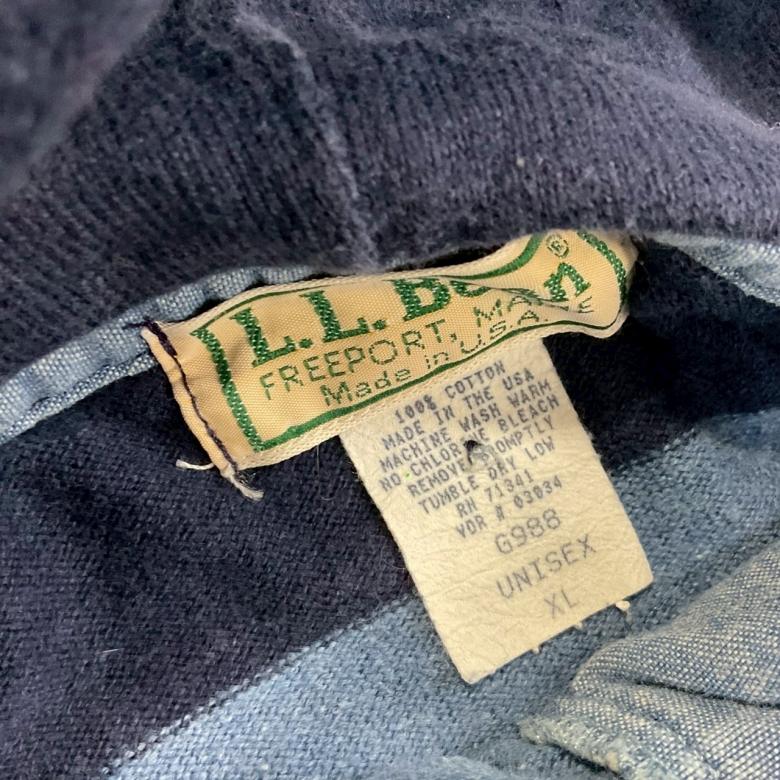 L.L.Bean®
FREEPORT, MAINE
Made in U.S.A.
100% COTTON
MADE IN THE USA
MACHINE WASH WARM
NO CHLORINE BLEACH
REMOVE PROMPTLY
TUMBLE DRY LOW
RN 71341
VDR # 03034
G988
UNISEX
XL